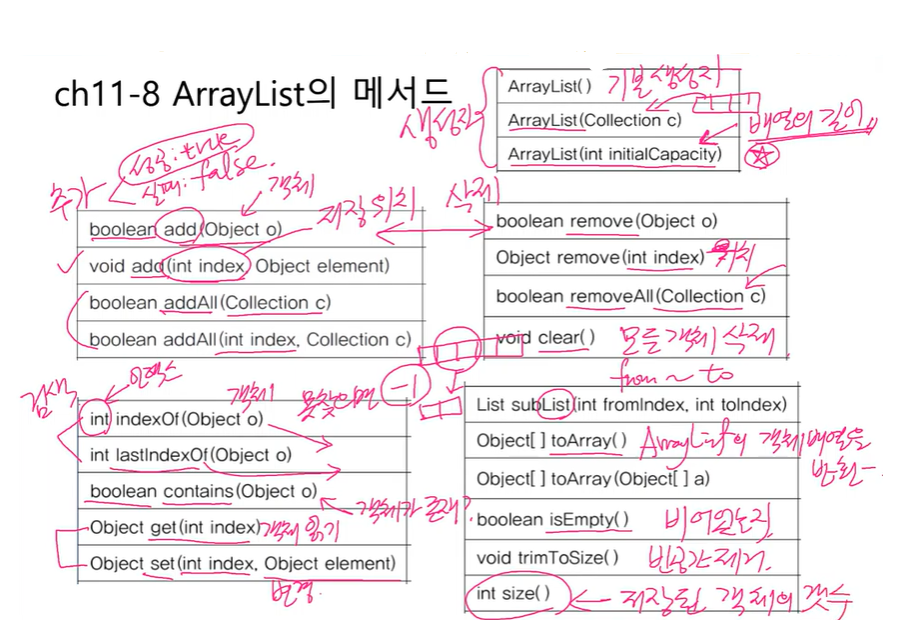 ch11-8 ArrayList의 메서드
생성자
ArrayList() 기본 생성자
ArrayList(Collection c)
ArrayList(int initialCapacity) 배열의 길이
추가
성공:true
실패:false.
객체
저장위치
boolean add(Object o)
void add(int index, Object element)
boolean addAll(Collection c)
boolean addAll(int index, Collection c)
삭제
boolean remove(Object o)
Object remove(int index) 위치
boolean removeAll(Collection c)
void clear() 모든 객체 삭제
검색
인덱스
객체
못찾으면 -1
int indexOf(Object o)
int lastIndexOf(Object o)
boolean contains(Object o) 객체가 존재?
Object get(int index) 객체 읽기
Object set(int index, Object element)
변경
from ~ to
List subList(int fromIndex, int toIndex)
Object[] toArray() ArrayList의 객체배열을 반환
Object[] toArray(Object[] a)
boolean isEmpty() 비어있는지
void trimToSize() 빈공간제거.
int size() 저장된 객체의 갯수